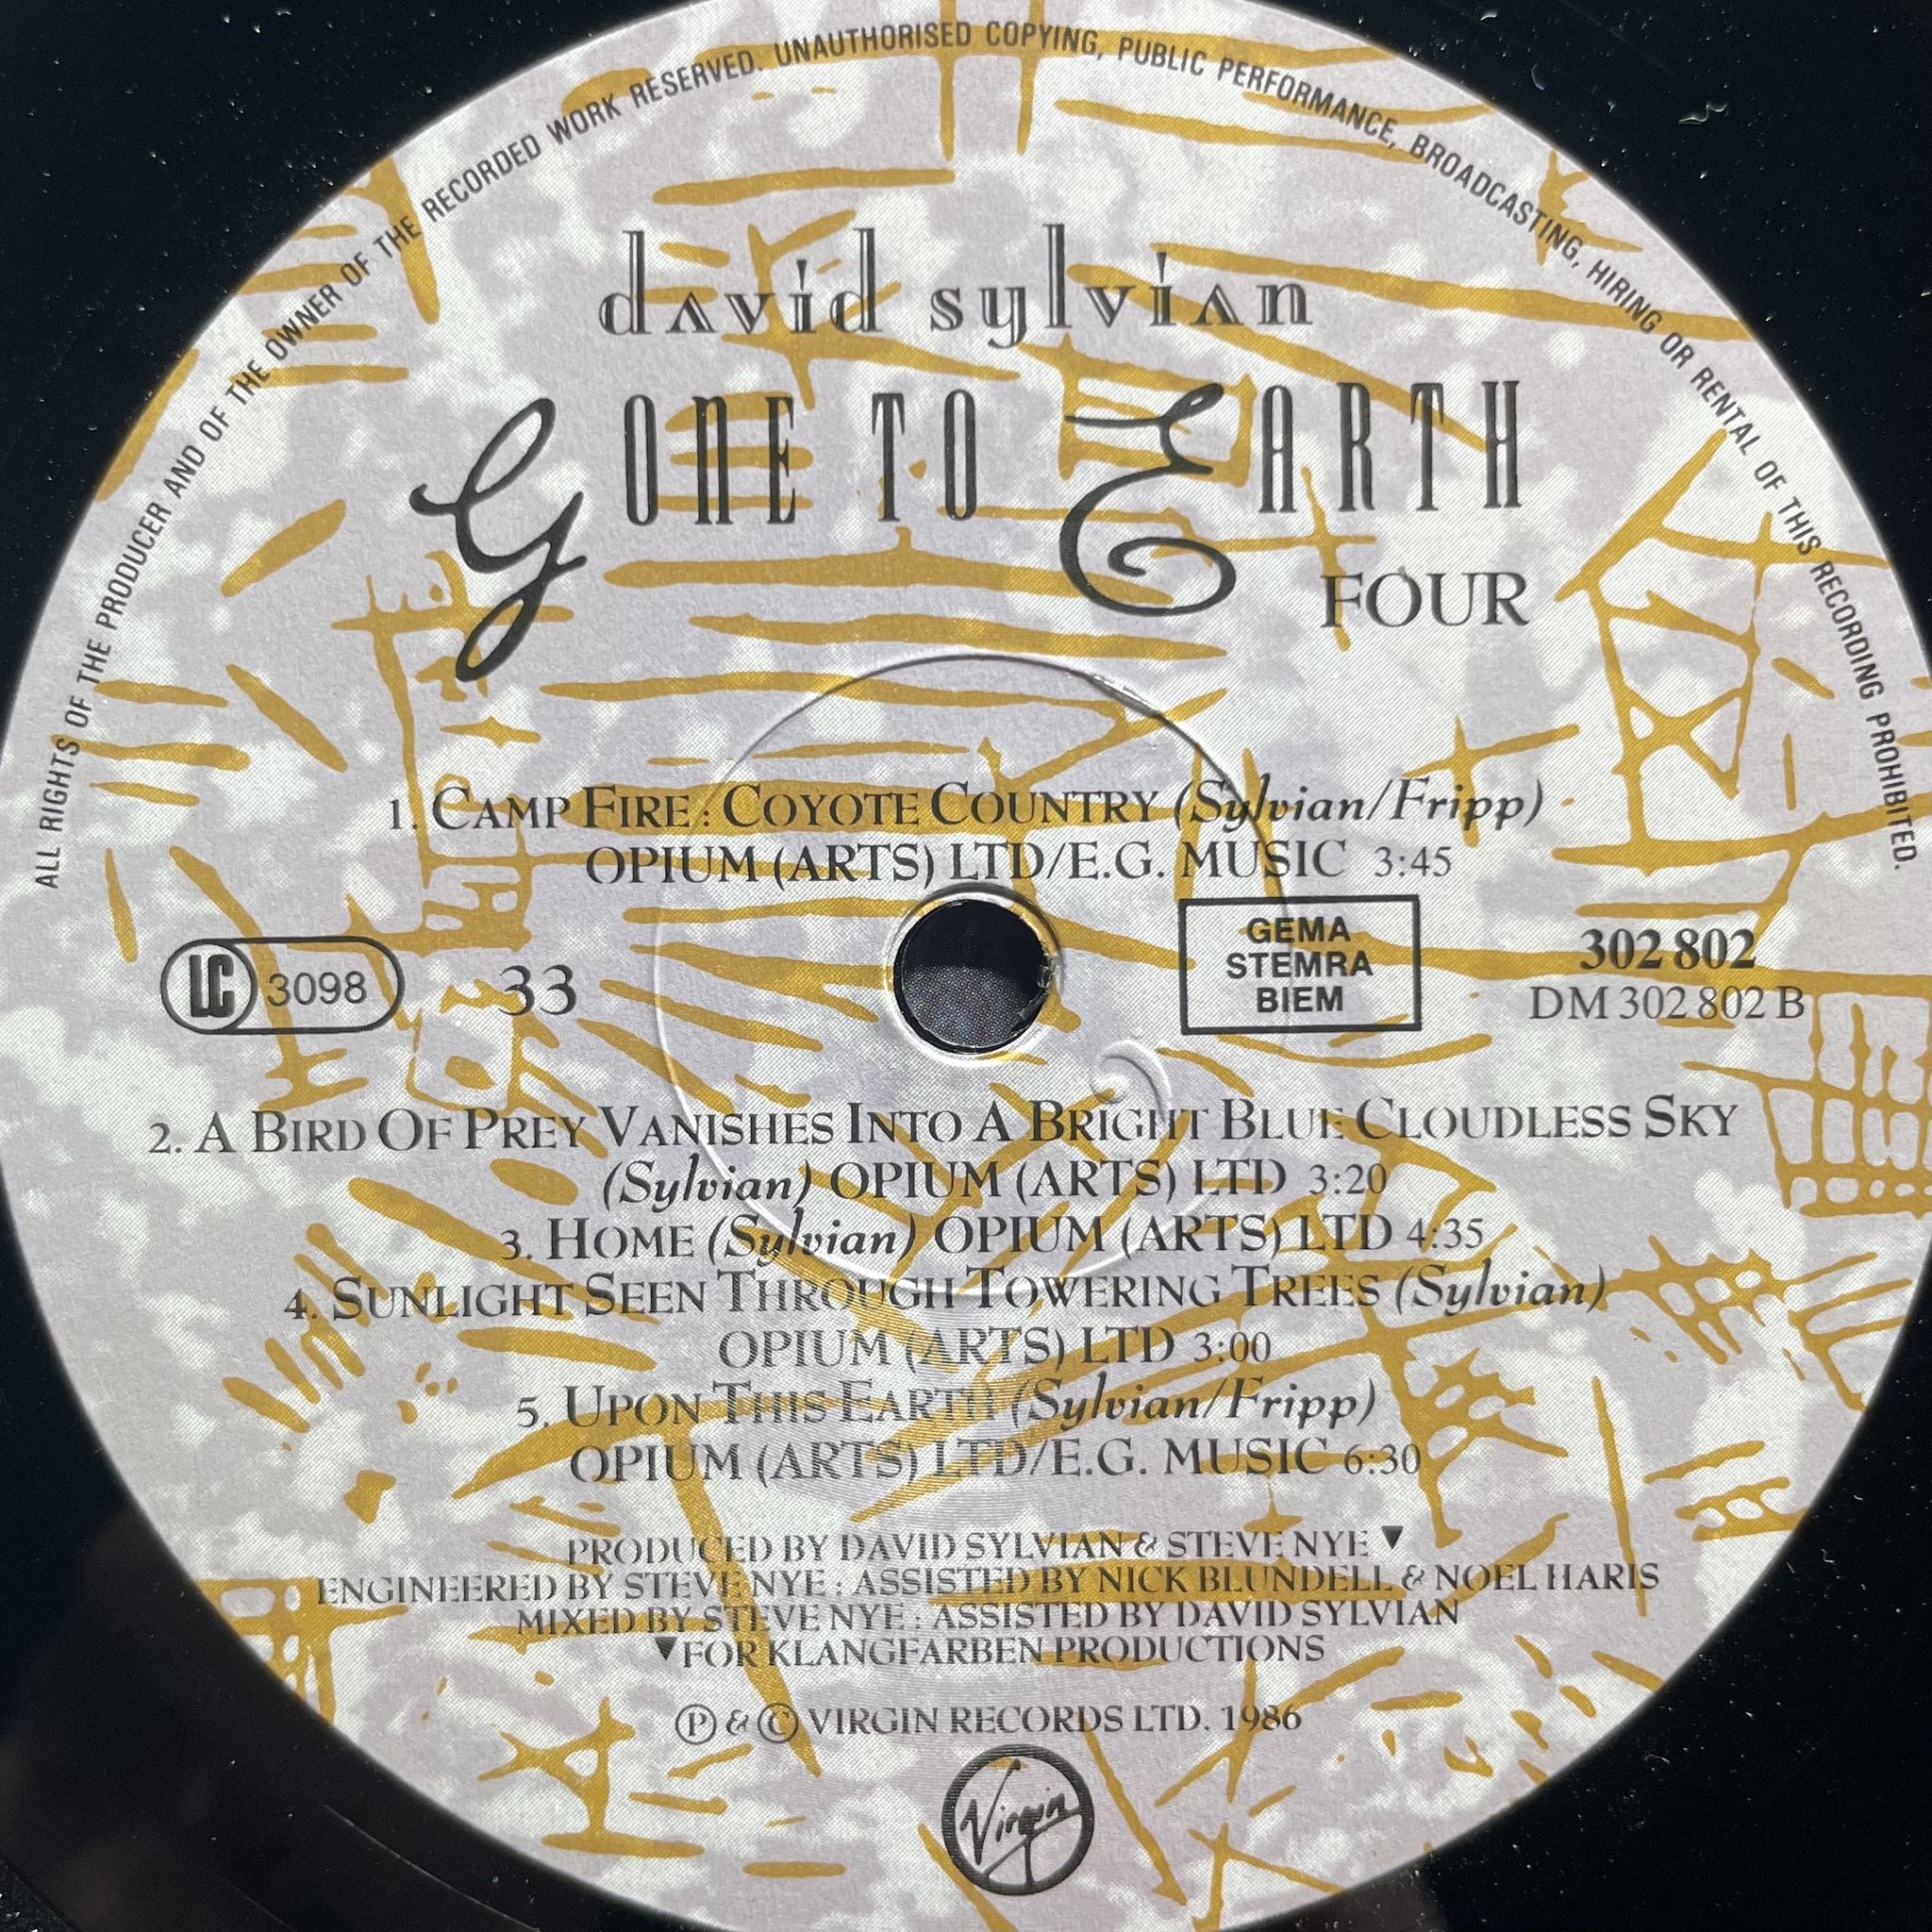 ALL RIGHTS OF THE PRODUCER AND OF THE OWNER OF THE RECORDED WORK RESERVED. UNAUTHORISED COPYING, PUBLIC PERFORMANCE, BROADCASTING, HIRING OR RENTAL OF THIS RECORDING PROHIBITED.
david sylvian
GONE TO EARTH
FOUR
1. CAMP FIRE : COYOTE COUNTRY (Sylvian/Fripp)
OPIUM (ARTS) LTD/E.G. MUSIC 3:45
LC 3098
33
GEMA
STEMRA
BIEM
302 802
DM 302 802 B
2. A BIRD OF PREY VANISHES INTO A BRIGHT BLUE CLOUDLESS SKY
(Sylvian) OPIUM (ARTS) LTD 3:20
3. HOME (Sylvian) OPIUM (ARTS) LTD 4:35
4. SUNLIGHT SEEN THROUGH TOWERING TREES (Sylvian)
OPIUM (ARTS) LTD 3:00
5. UPON THIS EARTH (Sylvian/Fripp)
OPIUM (ARTS) LTD/E.G. MUSIC 6:30
PRODUCED BY DAVID SYLVIAN & STEVE NYE ▼
ENGINEERED BY STEVE NYE : ASSISTED BY NICK BLUNDELL & NOEL HARIS
MIXED BY STEVE NYE : ASSISTED BY DAVID SYLVIAN
▼FOR KLANGFARBEN PRODUCTIONS
Ⓟ & © VIRGIN RECORDS LTD. 1986
Virgin